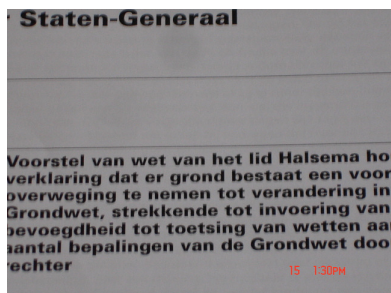 Staten-Generaal
Voorstel van wet van het lid Halsema ho
verklaring dat er grond bestaat een voor
overweging te nemen tot verandering in
Grondwet, strekkende tot invoering van
bevoegdheid tot toetsing van wetten aa
aantal bepalingen van de Grondwet doo
rechter
15 1:30PM